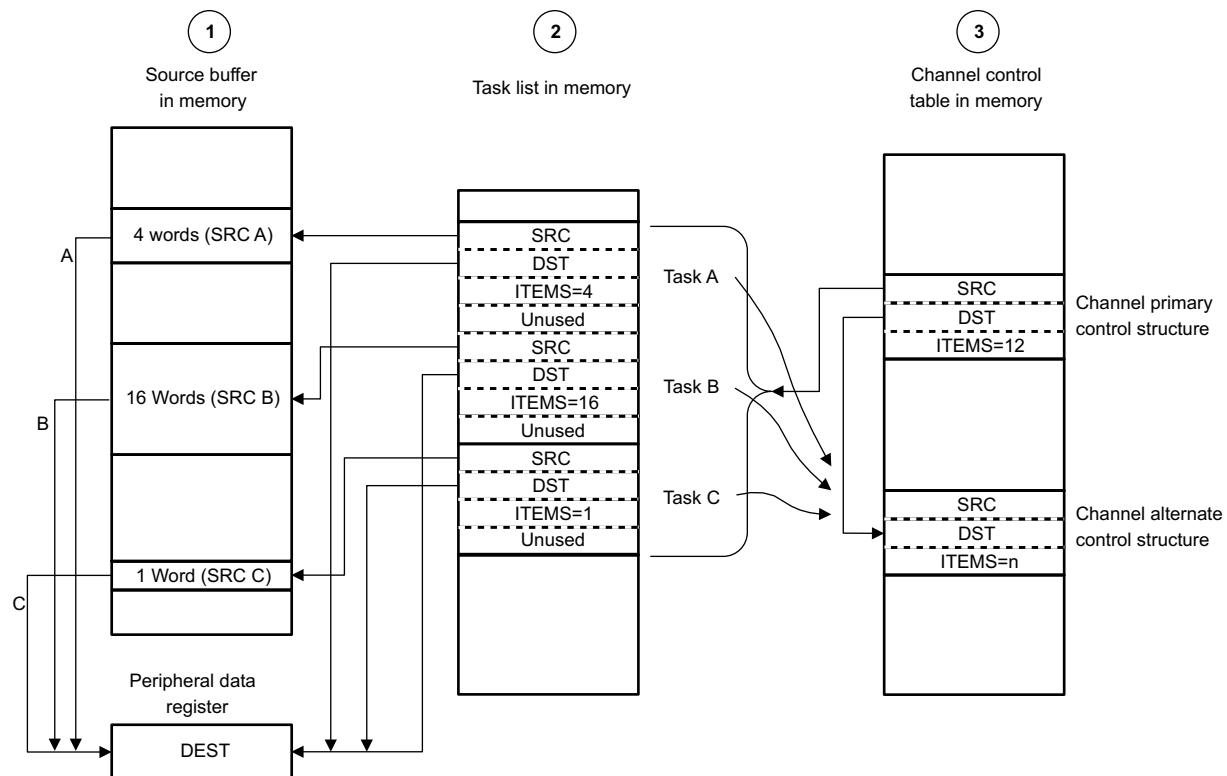 1
Source buffer
in memory
4 words (SRC A)
16 Words (SRC B)
1 Word (SRC C)
A
B
C
Peripheral data
register
DEST
2
Task list in memory
SRC
DST
ITEMS=4
Unused
SRC
DST
ITEMS=16
Unused
SRC
DST
ITEMS=1
Unused
Task A
Task B
Task C
3
Channel control
table in memory
SRC
DST
ITEMS=12
Channel primary
control structure
SRC
DST
ITEMS=n
Channel alternate
control structure